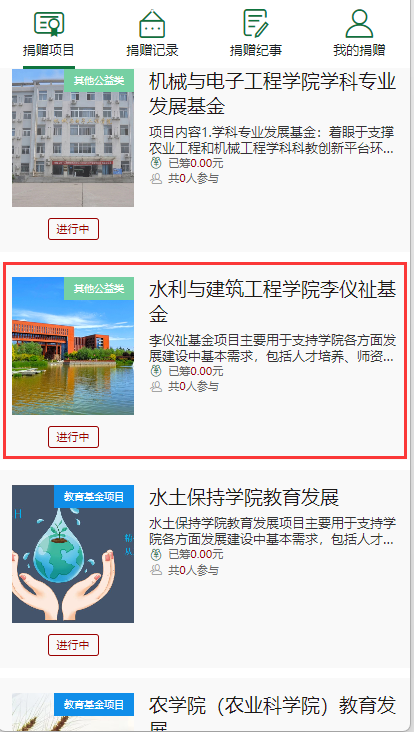 捐赠项目 捐赠记录 捐赠纪事 我的捐赠
其他公益类
机械与电子工程学院学科专业
发展基金
项目内容1.学科专业发展基金：着眼于支撑
农业工程和机械工程学科科教创新平台环...
已筹0.00元
共0人参与
进行中
其他公益类
水利与建筑工程学院李仪祉基
金
李仪祉基金项目主要用于支持学院各方面发
展建设中基本需求，包括人才培养、师资...
已筹0.00元
共0人参与
进行中
教育基金项目
水土保持学院教育发展
水土保持学院教育发展项目主要用于支持学
院各方面发展建设中基本需求，包括人才...
已筹0.00元
共0人参与
H
精
从
进行中
教育基金项目
农学院（农业科学院）教育发
展